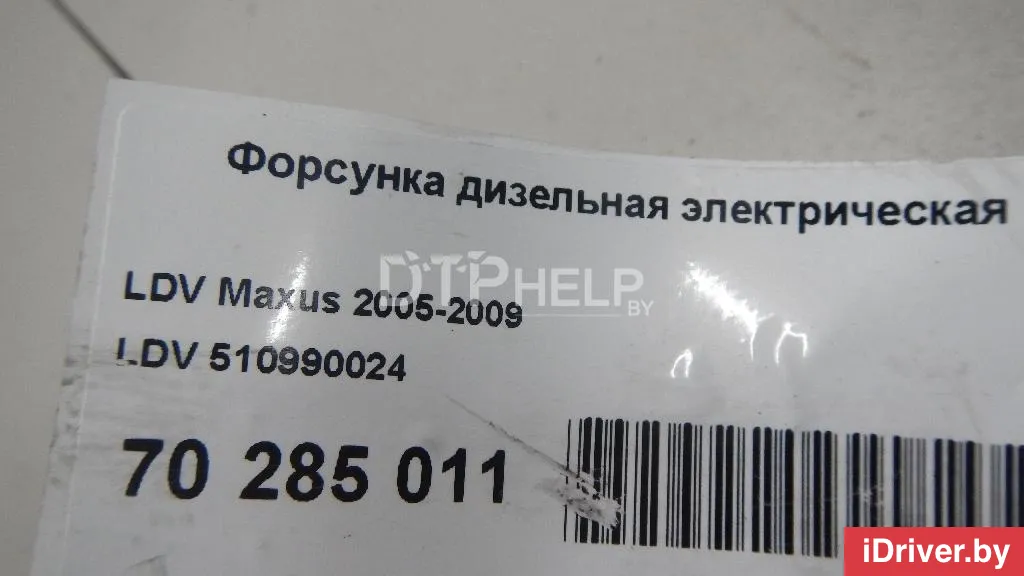 Форсунка дизельная электрическая
DTPHELP.BY
LDV Maxus 2005-2009
LDV 510990024
70 285 011
iDriver.by